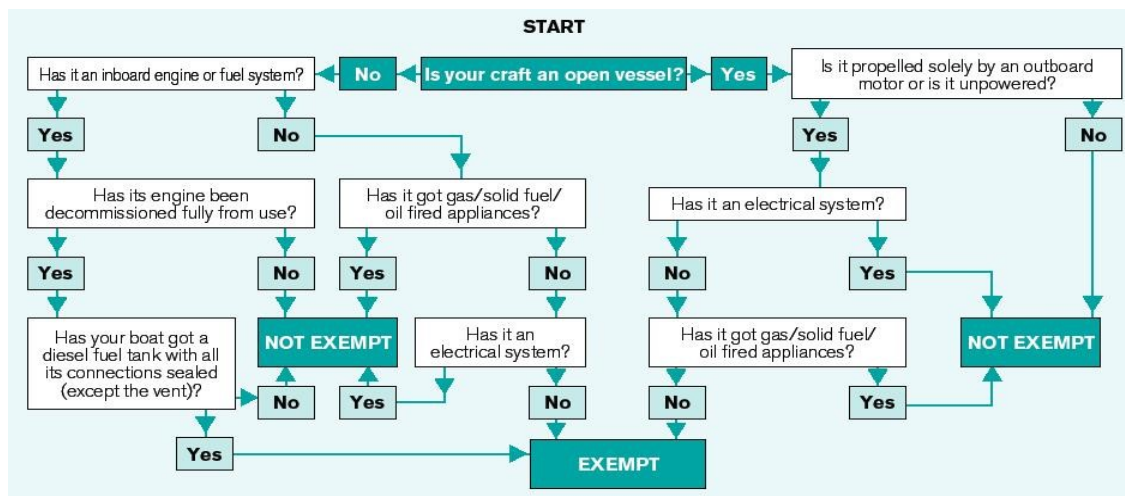 START
Has it an inboard engine or fuel system?
No
Is your craft an open vessel?
Yes
Is it propelled solely by an outboard
motor or is it unpowered?
Yes
No
Yes
No
Has its engine been
decommissioned fully from use?
Has it got gas/solid fuel/
oil fired appliances?
Has it an electrical system?
Yes
No
Yes
No
No
Yes
Has your boat got a
diesel fuel tank with all
its connections sealed
(except the vent)?
NOT EXEMPT
Has it an
electrical system?
Has it got gas/solid fuel/
oil fired appliances?
NOT EXEMPT
No
Yes
No
No
Yes
Yes
EXEMPT